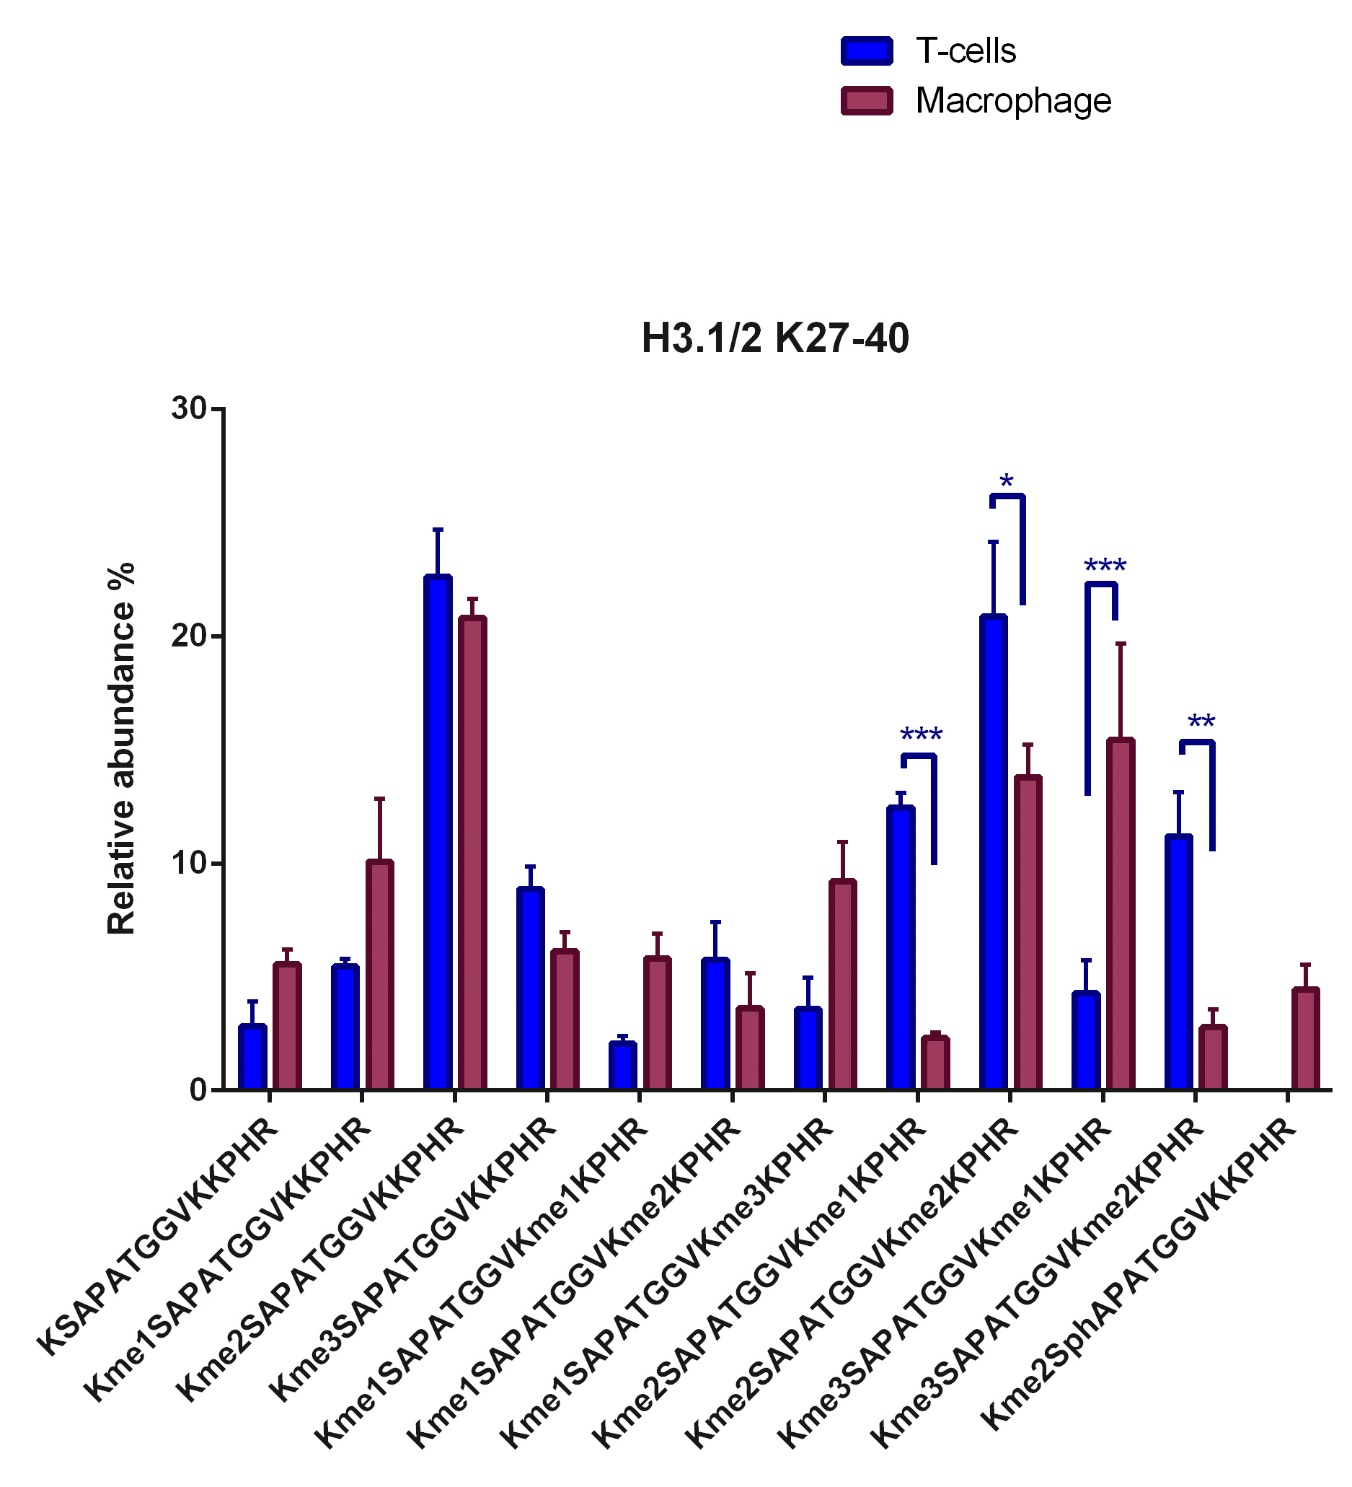 T-cells
Macrophage
H3.1/2 K27-40
Relative abundance %
30
20
10
0
*
***
***
**
KSAPATGGVKKPHR
Kme1SAPATGGVKKPHR
Kme2SAPATGGVKKPHR
Kme3SAPATGGVKKPHR
Kme1SAPATGGVKme1KPHR
Kme1SAPATGGVKme2KPHR
Kme1SAPATGGVKme3KPHR
Kme2SAPATGGVKme1KPHR
Kme2SAPATGGVKme2KPHR
Kme3SAPATGGVKme1KPHR
Kme3SAPATGGVKme2KPHR
Kme2SphAPATGGVKKPHR